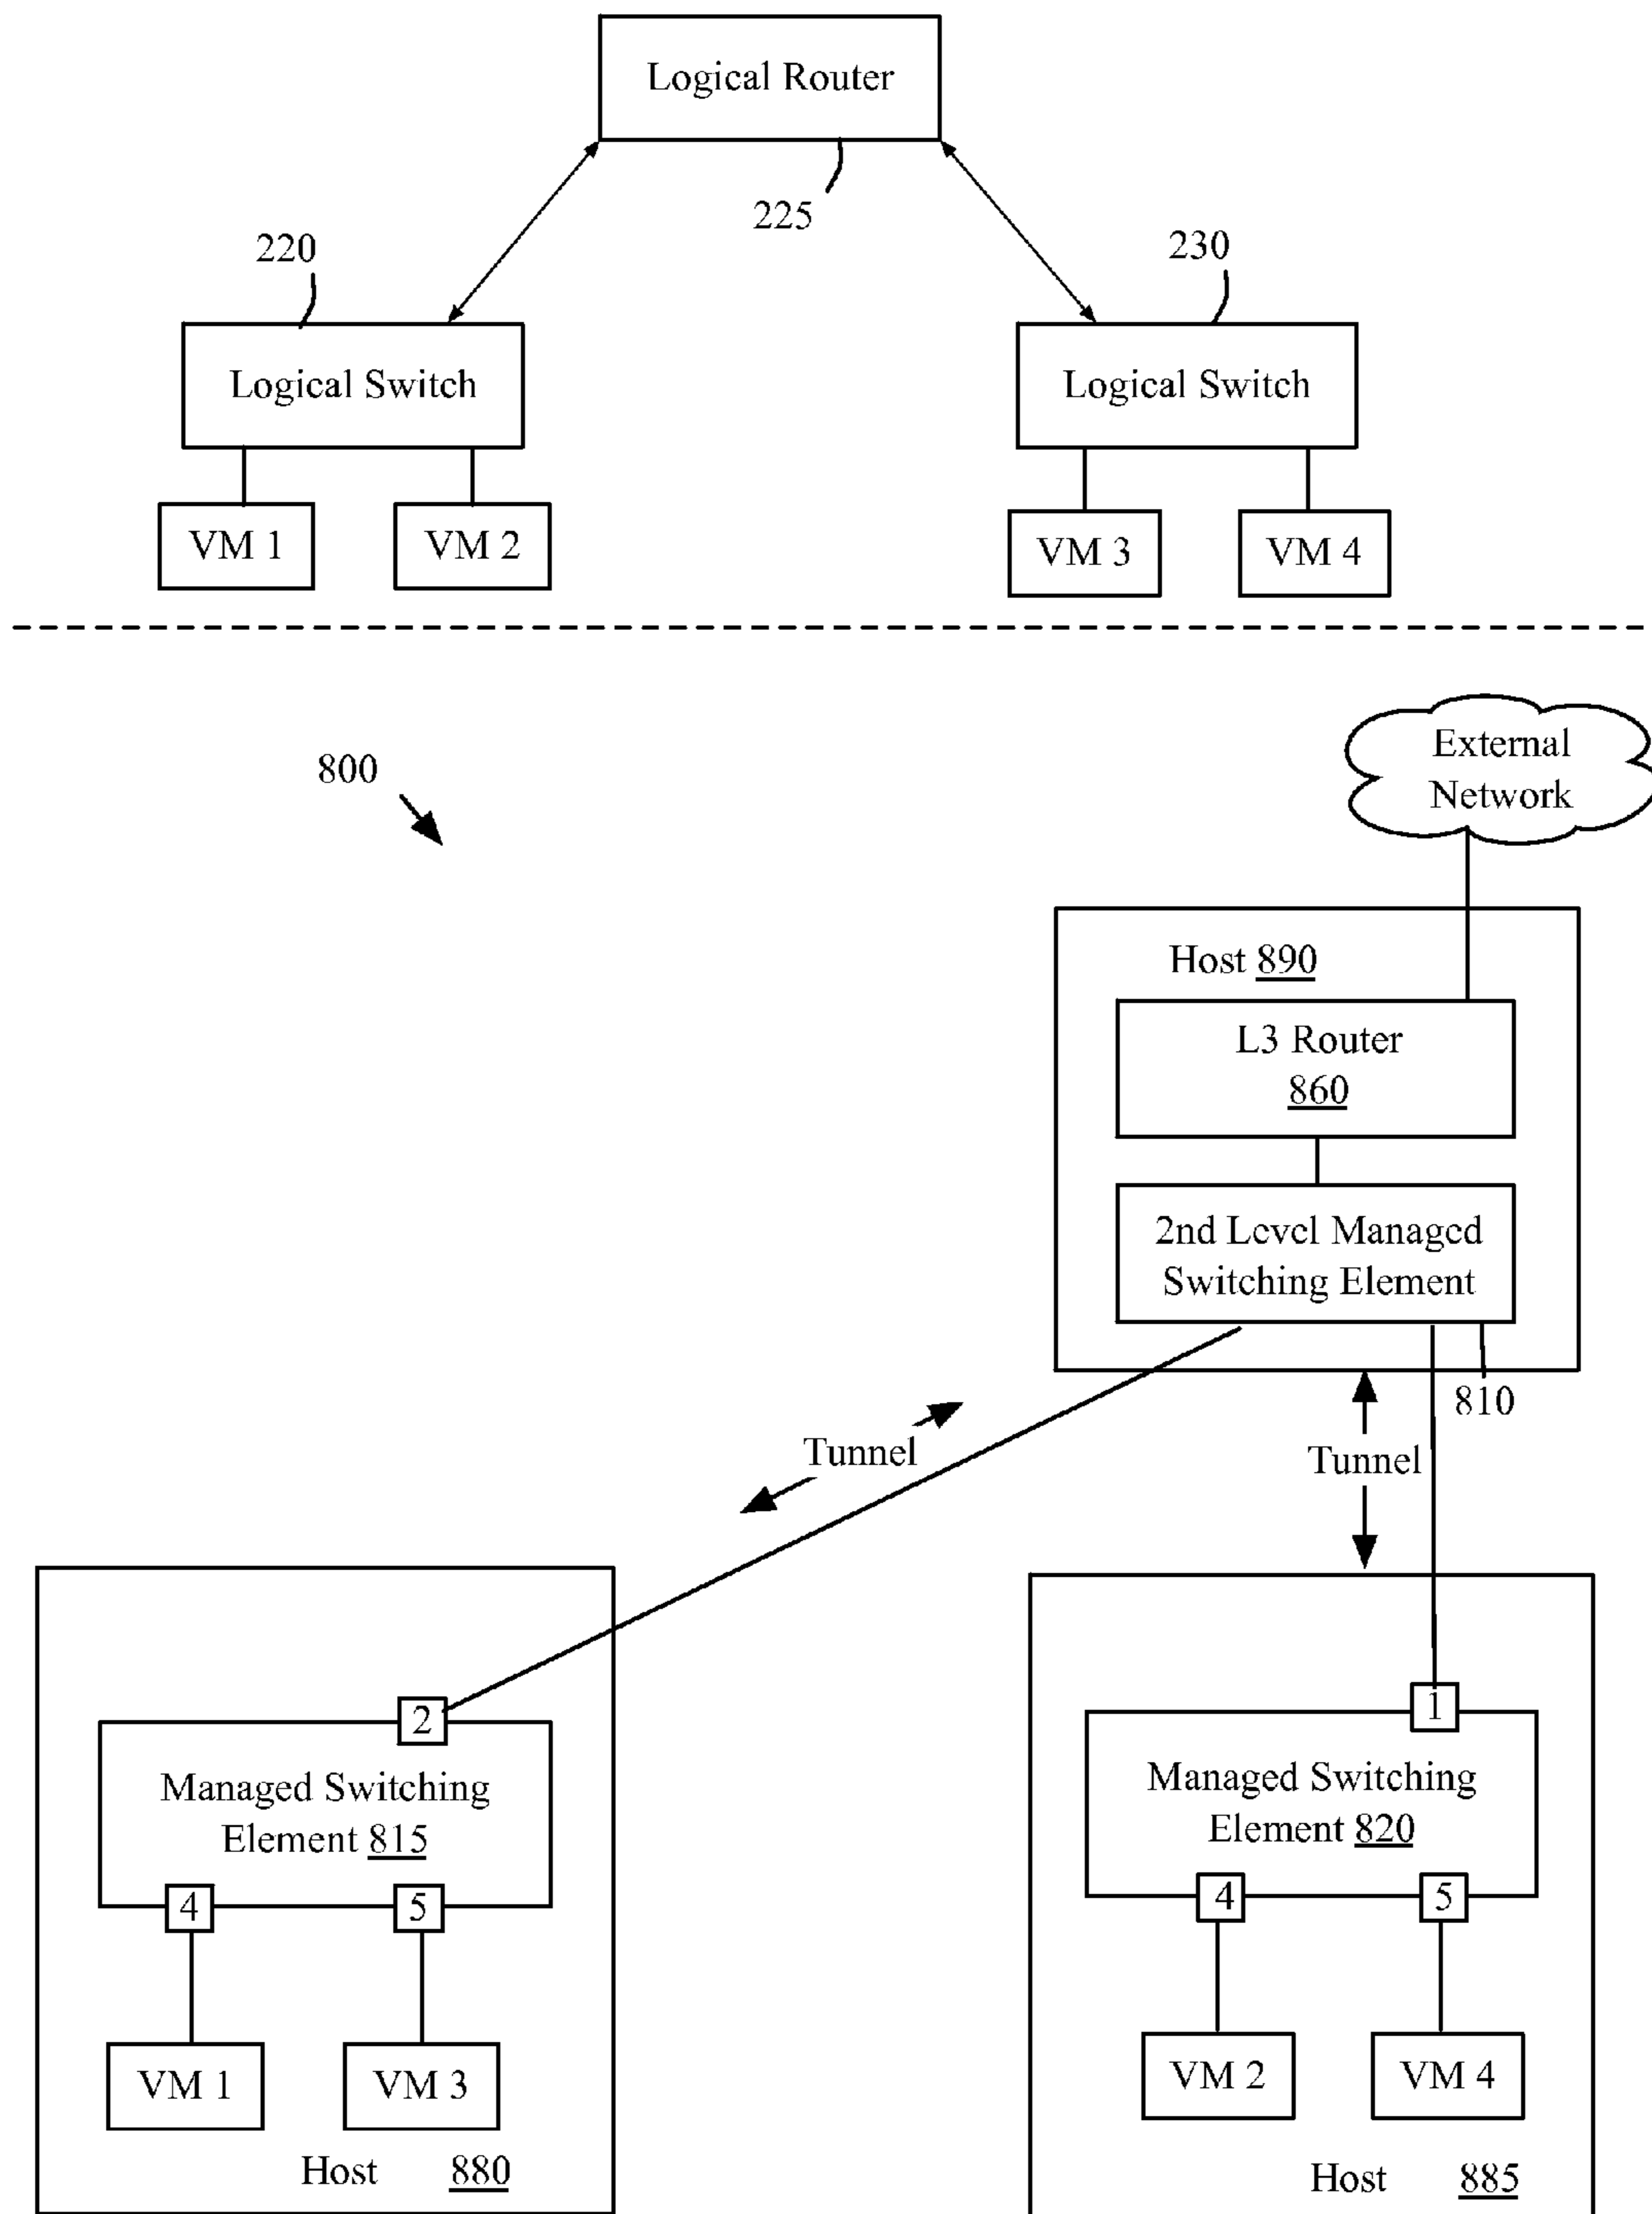 Logical Router
225
220
230
Logical Switch
Logical Switch
VM 1
VM 2
VM 3
VM 4
800
External
Network
Host 890
L3 Router
860
2nd Level Managed
Switching Element
810
Tunnel
Tunnel
2
1
Managed Switching
Element 815
Managed Switching
Element 820
4
5
4
5
VM 1
VM 3
VM 2
VM 4
Host 880
Host 885